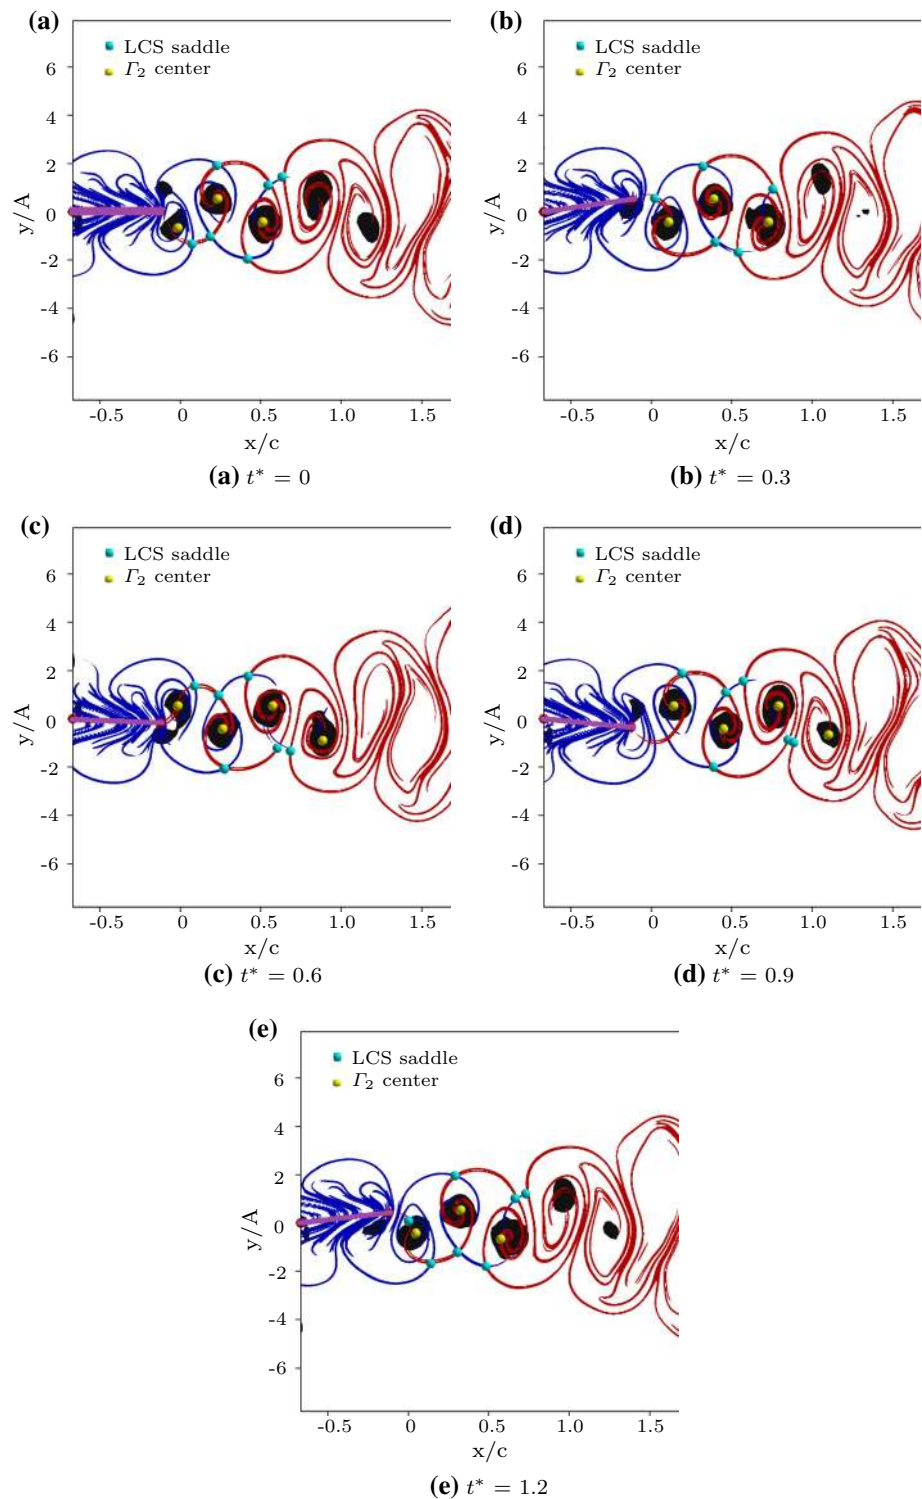 (a)
LCS saddle
Γ₂ center
6
4
2
0
-2
-4
-6
y/A
-0.5 0 0.5 1.0 1.5
x/c
(a) t* = 0
(b)
LCS saddle
Γ₂ center
6
4
2
0
-2
-4
-6
y/A
-0.5 0 0.5 1.0 1.5
x/c
(b) t* = 0.3
(c)
LCS saddle
Γ₂ center
6
4
2
0
-2
-4
-6
y/A
-0.5 0 0.5 1.0 1.5
x/c
(c) t* = 0.6
(d)
LCS saddle
Γ₂ center
6
4
2
0
-2
-4
-6
y/A
-0.5 0 0.5 1.0 1.5
x/c
(d) t* = 0.9
(e)
LCS saddle
Γ₂ center
6
4
2
0
-2
-4
-6
y/A
-0.5 0 0.5 1.0 1.5
x/c
(e) t* = 1.2